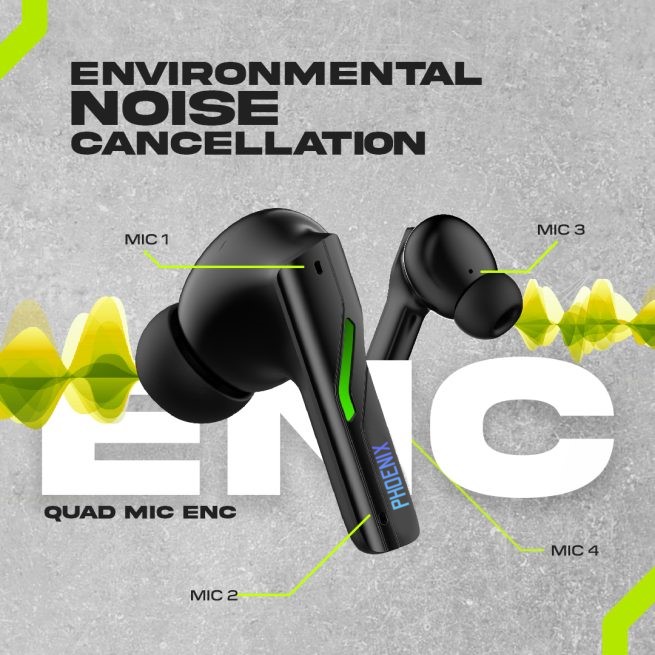 ENVIRONMENTAL
NOISE
CANCELLATION
MIC 1
MIC 3
ENC
PHOENIX
QUAD MIC ENC
MIC 4
MIC 2